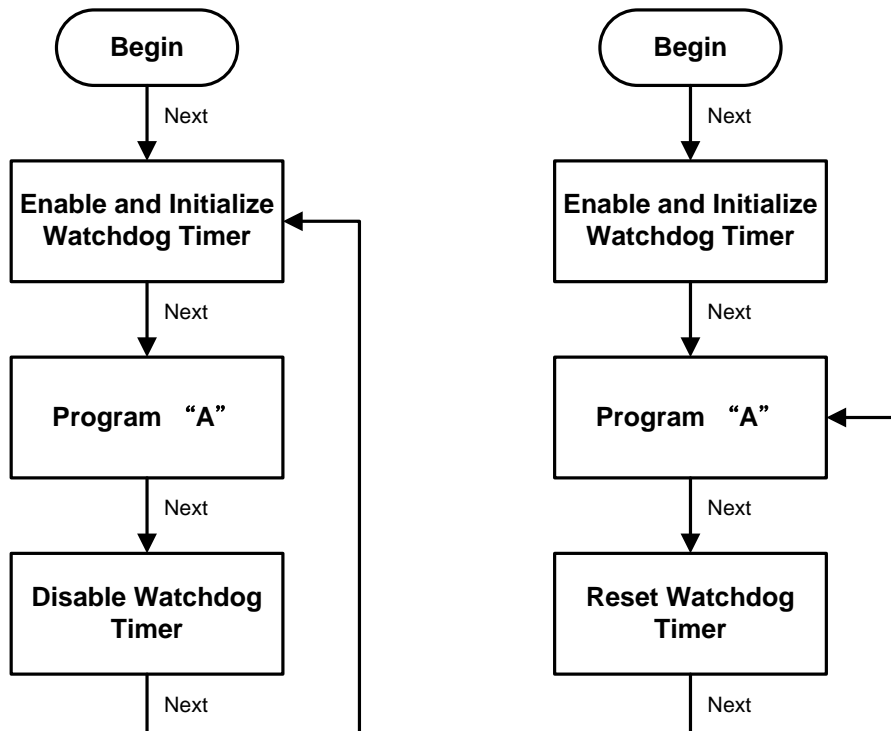 Begin
Next
Enable and Initialize
Watchdog Timer
Next
Program “A”
Next
Disable Watchdog
Timer
Next
Begin
Next
Enable and Initialize
Watchdog Timer
Next
Program “A”
Next
Reset Watchdog
Timer
Next